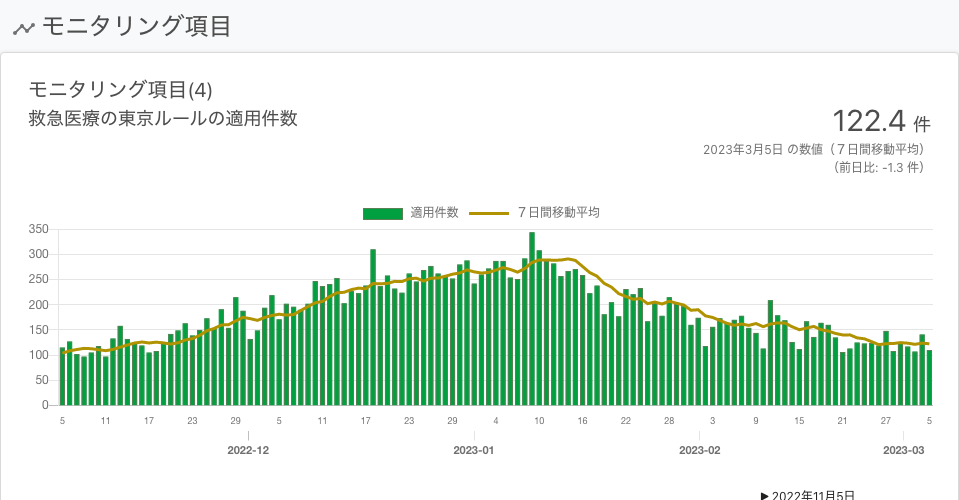 モニタリング項目
モニタリング項目(4)
救急医療の東京ルールの適用件数
122.4 件
2023年3月5日 の数値（７日間移動平均）
（前日比: -1.3 件）
適用件数 ７日間移動平均
350
300
250
200
150
100
50
0
5 11 17 23 29 5 11 17 23 29 4 10 16 22 28 3 9 15 21 27 5
2022-12 2023-01 2023-02 2023-03
▶ 2022年11月5日